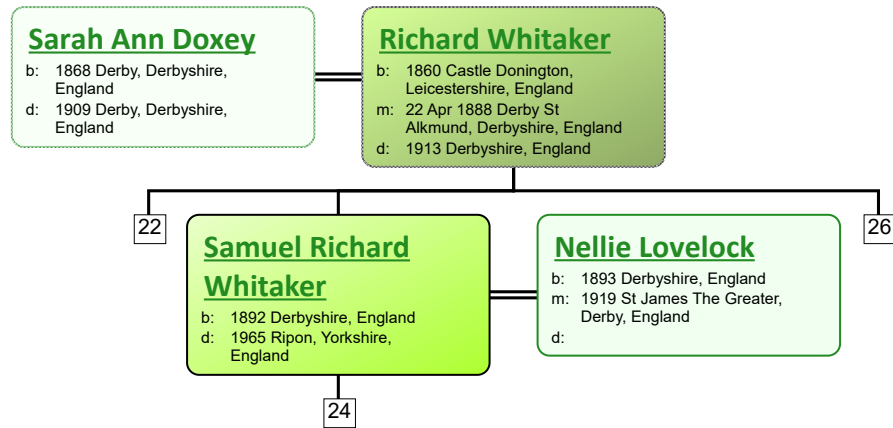 Sarah Ann Doxey
b: 1868 Derby, Derbyshire,
England
d: 1909 Derby, Derbyshire,
England
Richard Whitaker
b: 1860 Castle Donington,
Leicestershire, England
m: 22 Apr 1888 Derby St
Alkmund, Derbyshire, England
d: 1913 Derbyshire, England
22
Samuel Richard
Whitaker
b: 1892 Derbyshire, England
d: 1965 Ripon, Yorkshire,
England
Nellie Lovelock
b: 1893 Derbyshire, England
m: 1919 St James The Greater,
Derby, England
d:
26
24